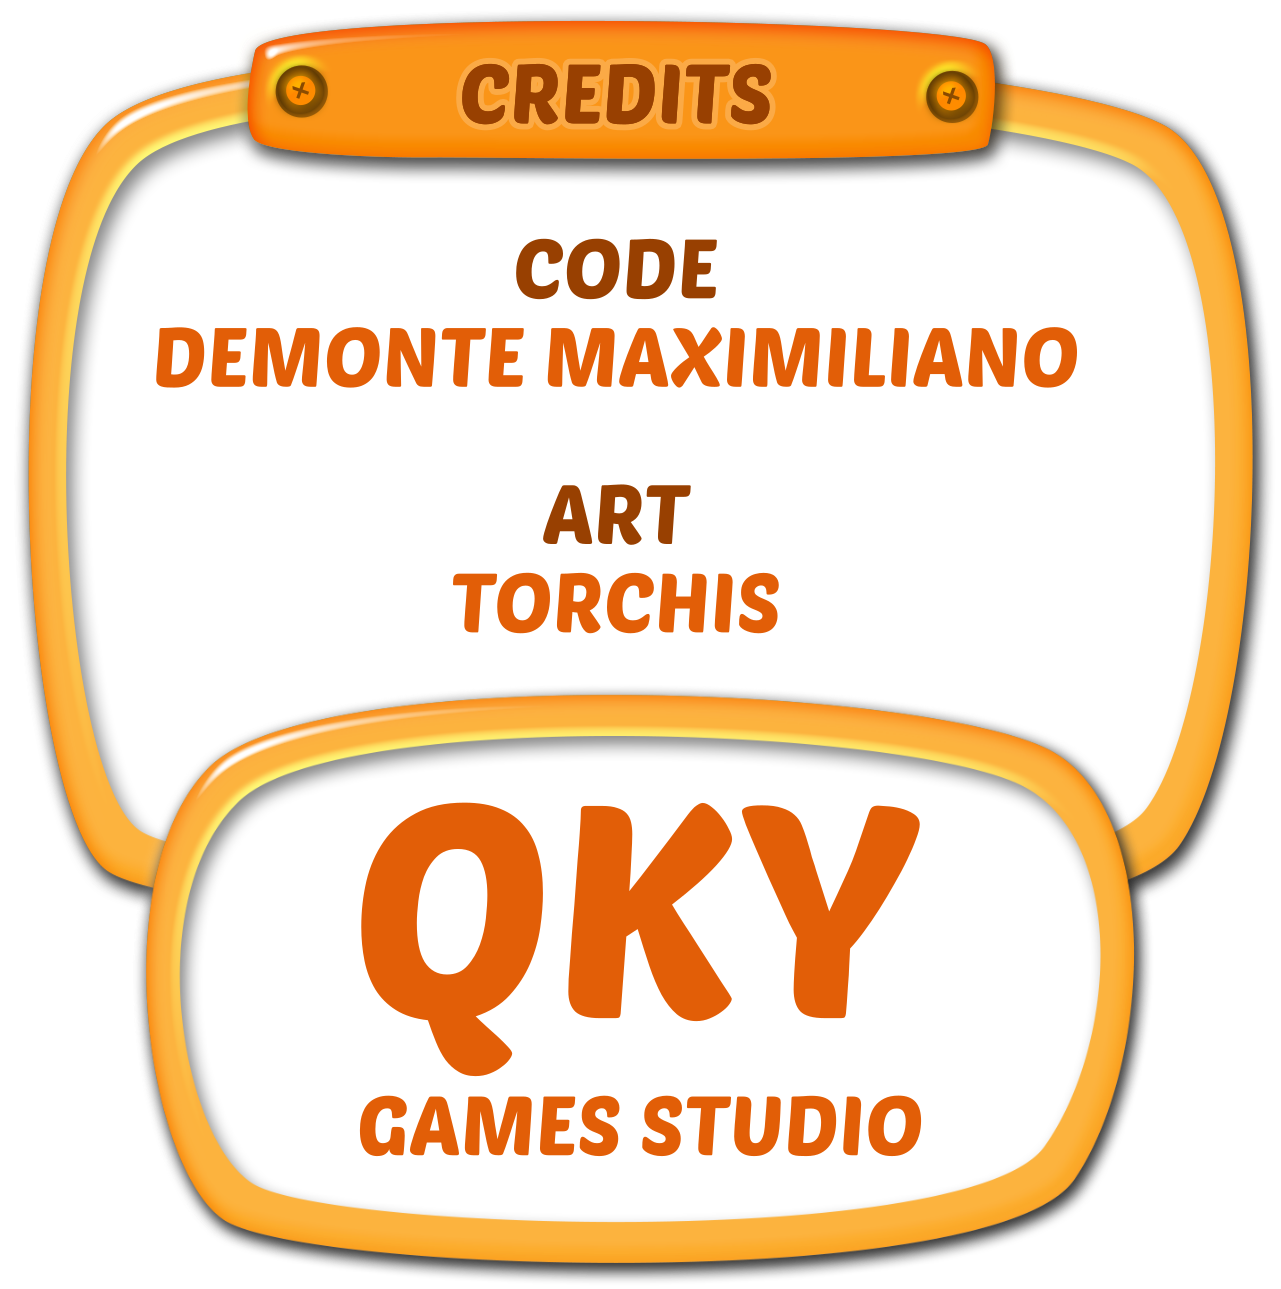 CREDITS
CODE
DEMONTE MAXIMILIANO
ART
TORCHIS
QKY
GAMES STUDIO